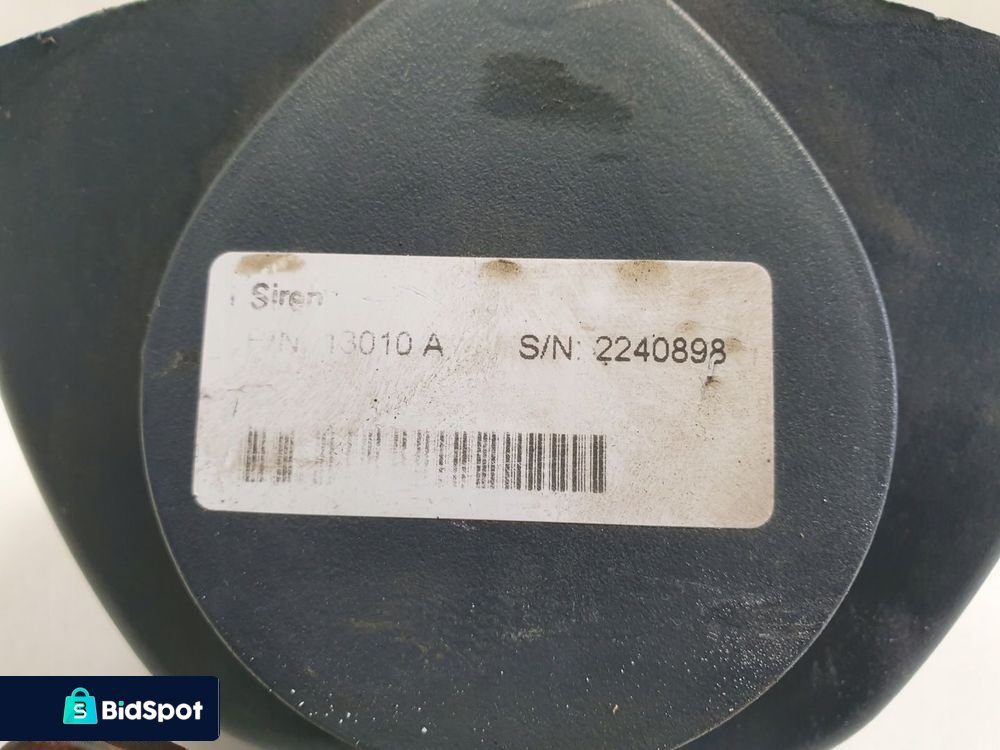 Siren
P/N: 13010 A S/N: 2240898
BidSpot